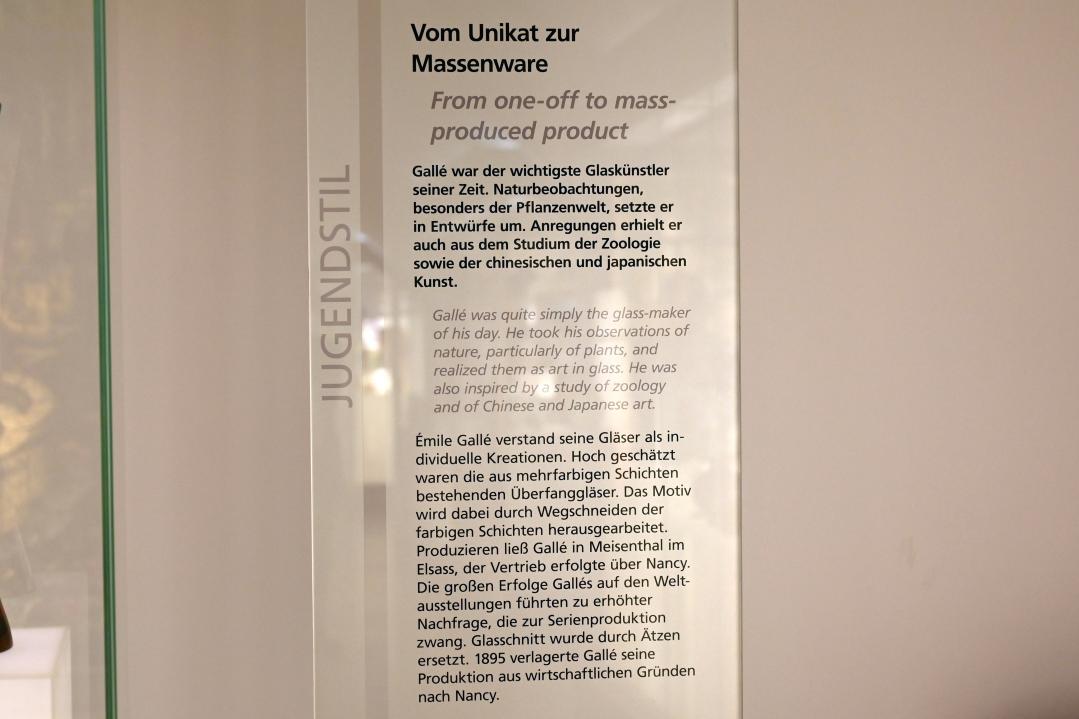 JUGENDSTIL
Vom Unikat zur
Massenware
From one-off to mass-
produced product
Gallé war der wichtigste Glaskünstler
seiner Zeit. Naturbeobachtungen,
besonders der Pflanzenwelt, setzte er
in Entwürfe um. Anregungen erhielt er
auch aus dem Studium der Zoologie
sowie der chinesischen und japanischen
Kunst.
Gallé was quite simply the glass-maker
of his day. He took his observations of
nature, particularly of plants, and
realized them as art in glass. He was
also inspired by a study of zoology
and of Chinese and Japanese art.
Émile Gallé verstand seine Gläser als in-
dividuelle Kreationen. Hoch geschätzt
waren die aus mehrfarbigen Schichten
bestehenden Überfanggläser. Das Motiv
wird dabei durch Wegschneiden der
farbigen Schichten herausgearbeitet.
Produzieren ließ Gallé in Meisenthal im
Elsass, der Vertrieb erfolgte über Nancy.
Die großen Erfolge Gallés auf den Welt-
ausstellungen führten zu erhöhter
Nachfrage, die zur Serienproduktion
zwang. Glasschnitt wurde durch Ätzen
ersetzt. 1895 verlagerte Gallé seine
Produktion aus wirtschaftlichen Gründen
nach Nancy.